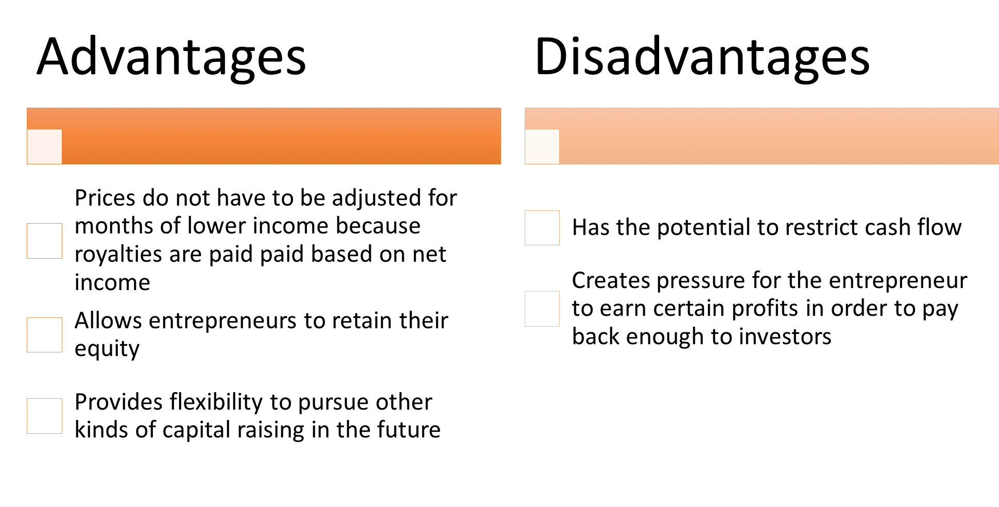 Advantages
Prices do not have to be adjusted for
months of lower income because
royalties are paid paid based on net
income
Allows entrepreneurs to retain their
equity
Provides flexibility to pursue other
kinds of capital raising in the future
Disadvantages
Has the potential to restrict cash flow
Creates pressure for the entrepreneur
to earn certain profits in order to pay
back enough to investors